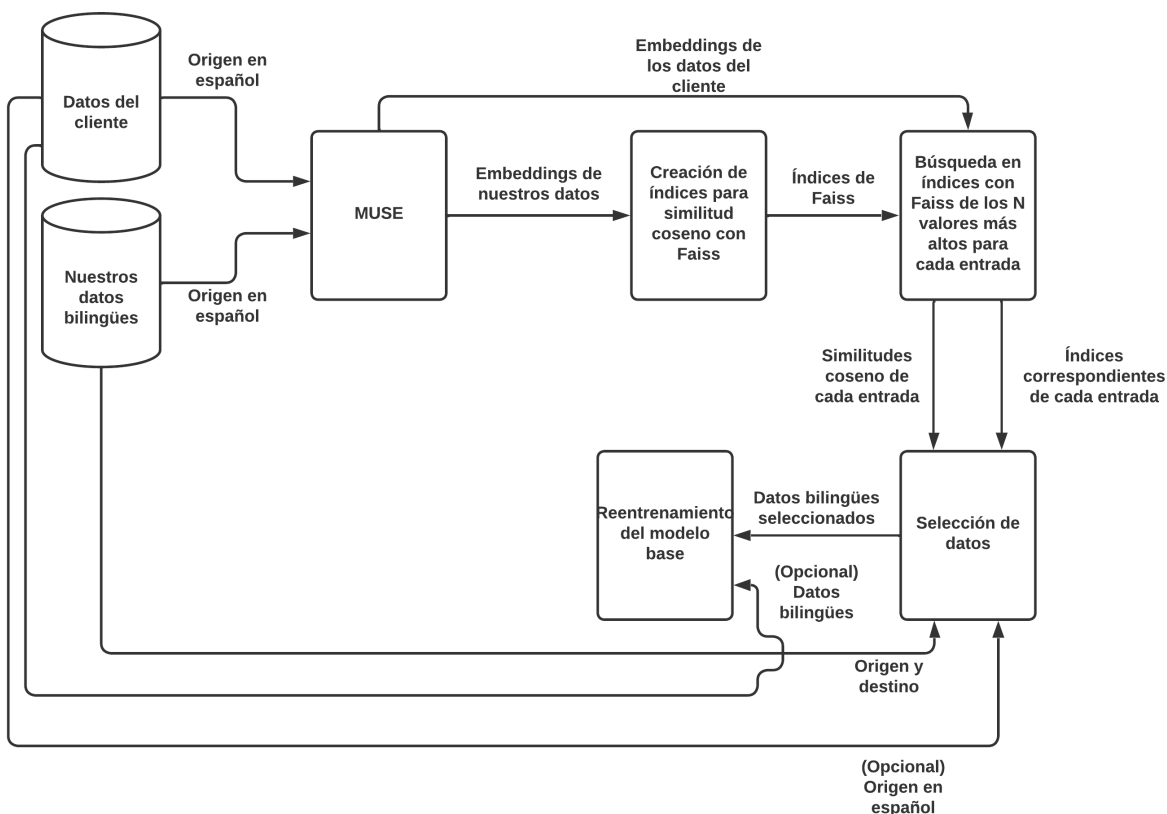 Datos del
cliente
Origen en
español
Embeddings de
los datos del
cliente
MUSE
Embeddings de
nuestros datos
Creación de
índices para
similitud
coseno con
Faiss
Índices de
Faiss
Búsqueda en
índices con
Faiss de los N
valores más
altos para
cada entrada
Nuestros
datos
bilingües
Origen en
español
Similitudes
coseno de
cada entrada
Índices
correspondientes
de cada entrada
Reentrenamiento
del modelo
base
Datos bilingües
seleccionados
Selección de
datos
(Opcional)
Datos
bilingües
Origen y
destino
(Opcional)
Origen en
español